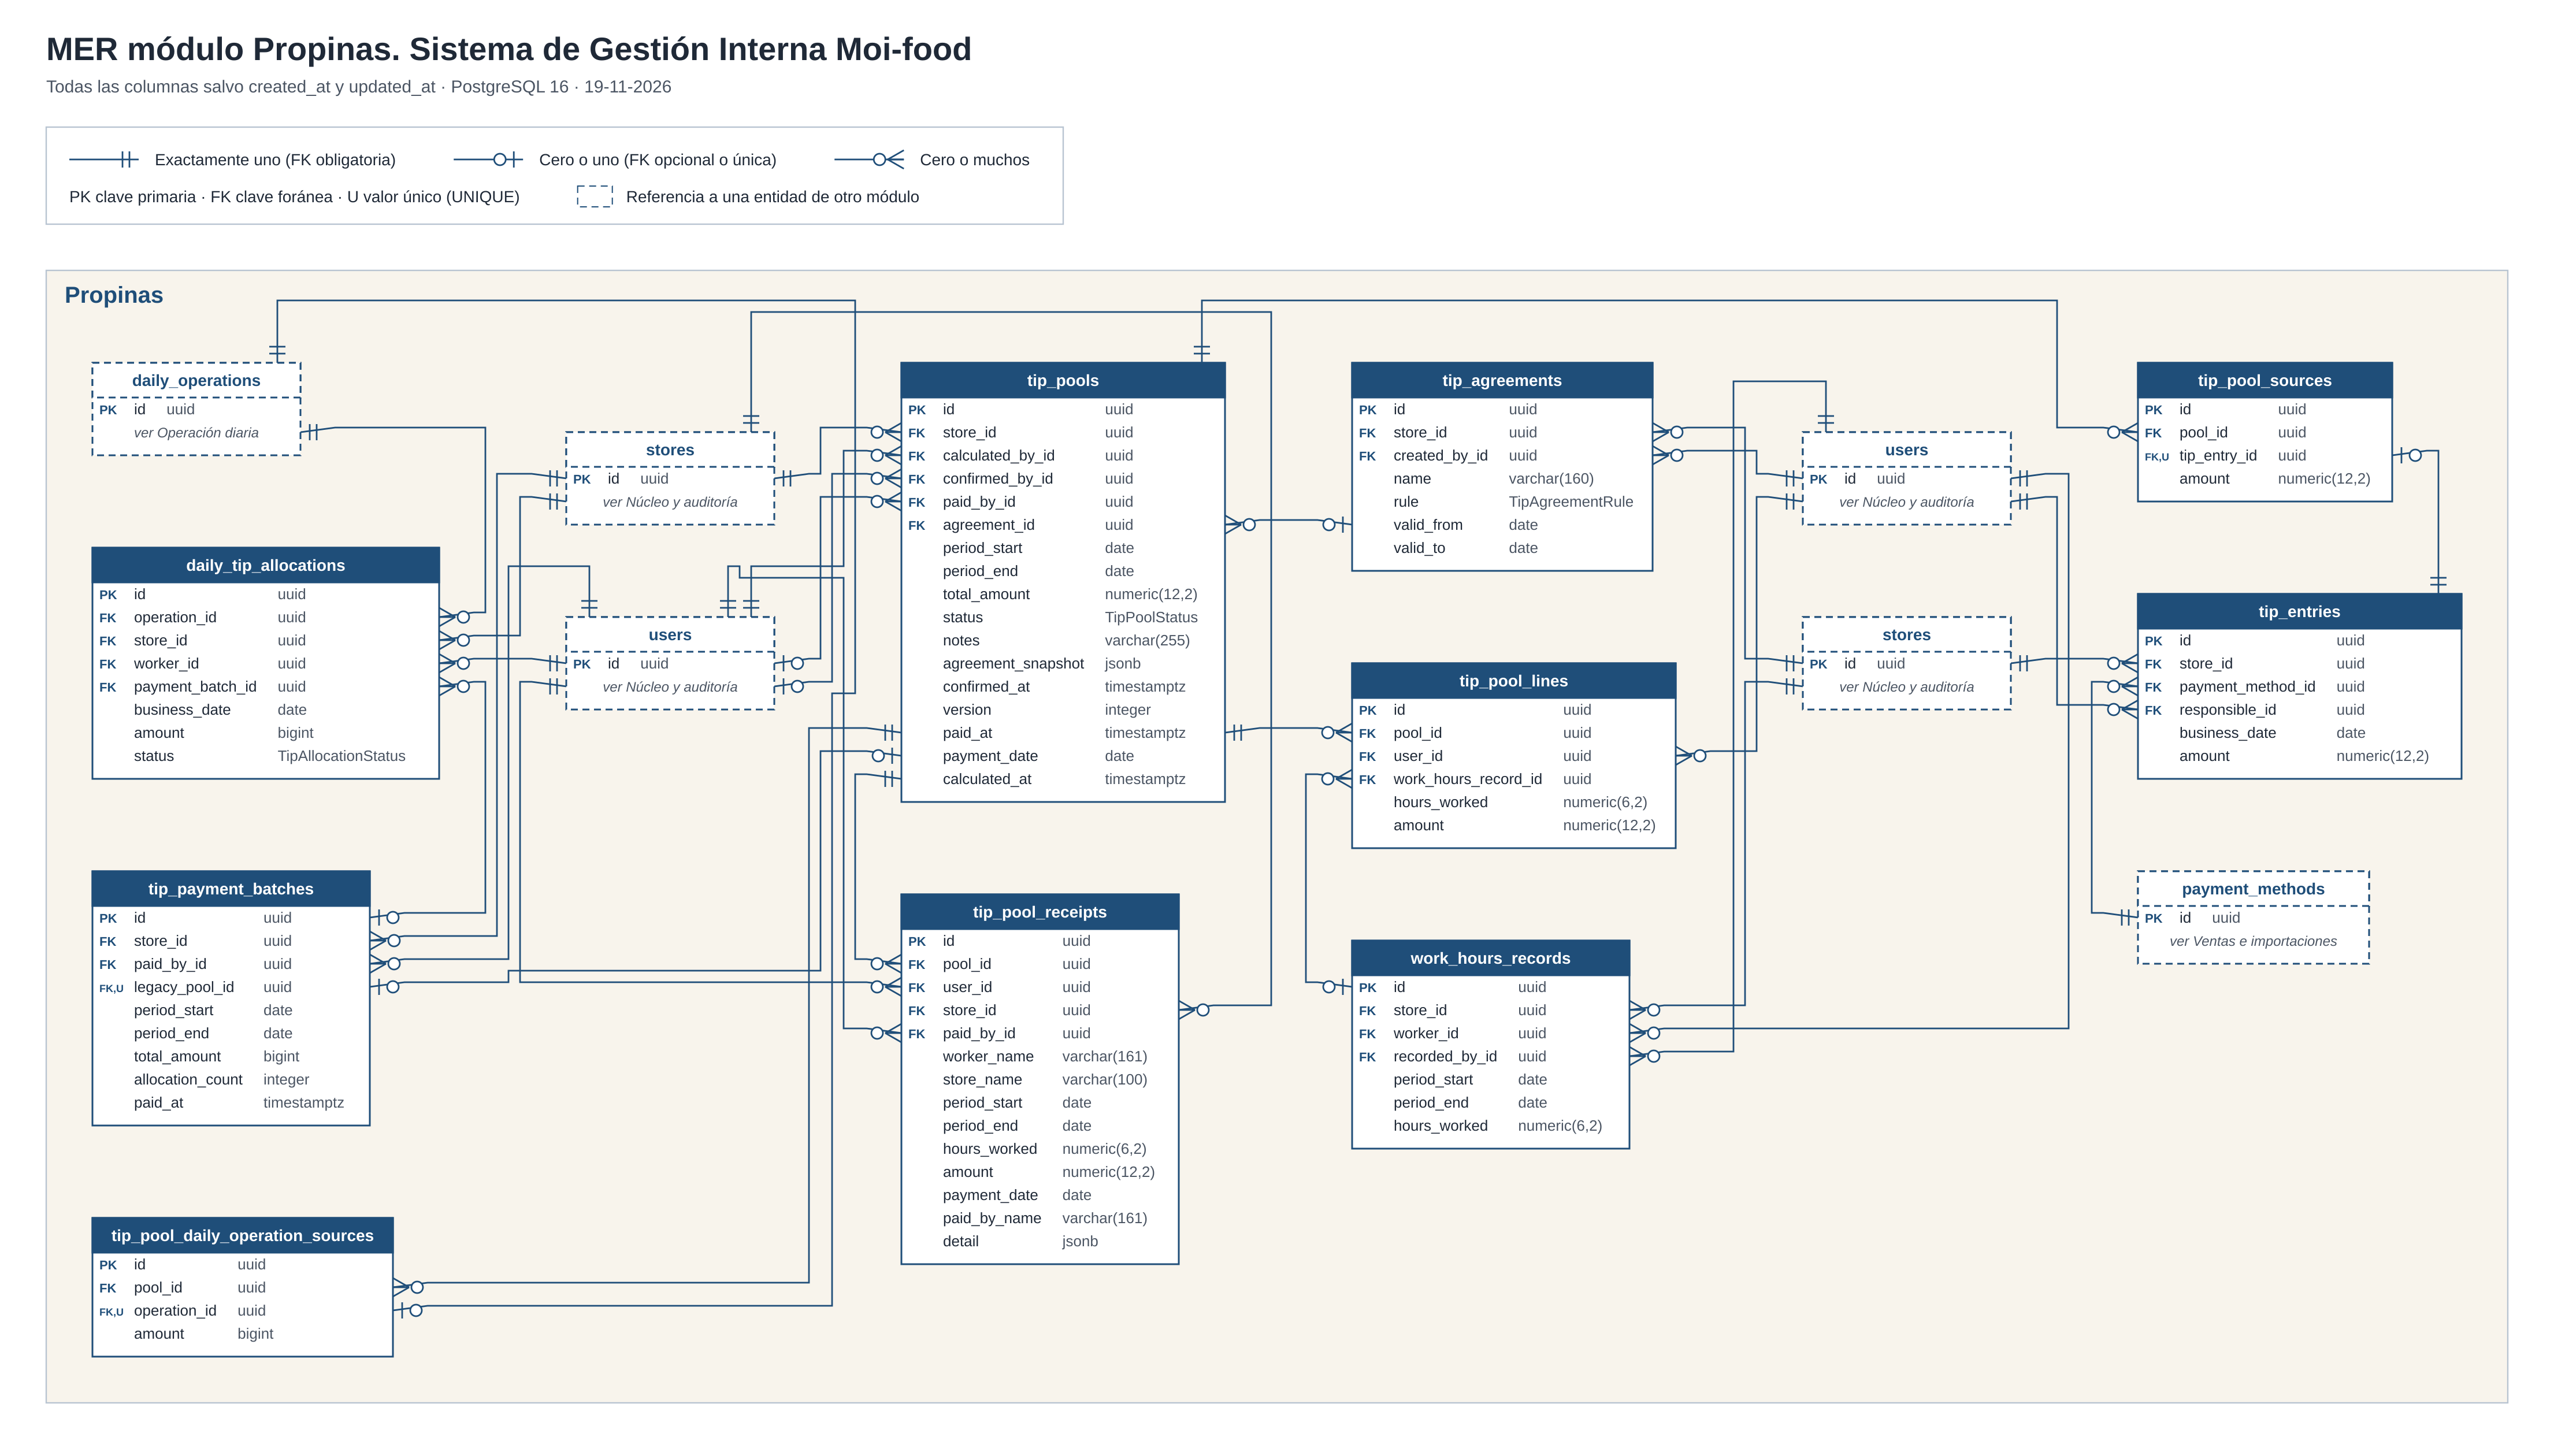 MER módulo Propinas. Sistema de Gestión Interna Moi-food
Todas las columnas salvo created_at y updated_at · PostgreSQL 16 · 19-11-2026
Exactamente uno (FK obligatoria)
Cero o uno (FK opcional o única)
Cero o muchos
PK clave primaria · FK clave foránea · U valor único (UNIQUE)
Referencia a una entidad de otro módulo
Propinas
daily_operations
PK id uuid
ver Operación diaria
daily_tip_allocations
PK id uuid
FK operation_id uuid
FK store_id uuid
FK worker_id uuid
FK payment_batch_id uuid
business_date date
amount bigint
status TipAllocationStatus
tip_payment_batches
PK id uuid
FK store_id uuid
FK paid_by_id uuid
FK,U legacy_pool_id uuid
period_start date
period_end date
total_amount bigint
allocation_count integer
paid_at timestamptz
tip_pool_daily_operation_sources
PK id uuid
FK pool_id uuid
FK,U operation_id uuid
amount bigint
stores
PK id uuid
ver Núcleo y auditoría
users
PK id uuid
ver Núcleo y auditoría
tip_pools
PK id uuid
FK store_id uuid
FK calculated_by_id uuid
FK confirmed_by_id uuid
FK paid_by_id uuid
FK agreement_id uuid
period_start date
period_end date
total_amount numeric(12,2)
status TipPoolStatus
notes varchar(255)
agreement_snapshot jsonb
confirmed_at timestamptz
version integer
paid_at timestamptz
payment_date date
calculated_at timestamptz
tip_pool_receipts
PK id uuid
FK pool_id uuid
FK user_id uuid
FK store_id uuid
FK paid_by_id uuid
worker_name varchar(161)
store_name varchar(100)
period_start date
period_end date
hours_worked numeric(6,2)
amount numeric(12,2)
payment_date date
paid_by_name varchar(161)
detail jsonb
tip_agreements
PK id uuid
FK store_id uuid
FK created_by_id uuid
name varchar(160)
rule TipAgreementRule
valid_from date
valid_to date
tip_pool_lines
PK id uuid
FK pool_id uuid
FK user_id uuid
FK work_hours_record_id uuid
hours_worked numeric(6,2)
amount numeric(12,2)
work_hours_records
PK id uuid
FK store_id uuid
FK worker_id uuid
FK recorded_by_id uuid
period_start date
period_end date
hours_worked numeric(6,2)
users
PK id uuid
ver Núcleo y auditoría
stores
PK id uuid
ver Núcleo y auditoría
tip_pool_sources
PK id uuid
FK pool_id uuid
FK,U tip_entry_id uuid
amount numeric(12,2)
tip_entries
PK id uuid
FK store_id uuid
FK payment_method_id uuid
FK responsible_id uuid
business_date date
amount numeric(12,2)
payment_methods
PK id uuid
ver Ventas e importaciones